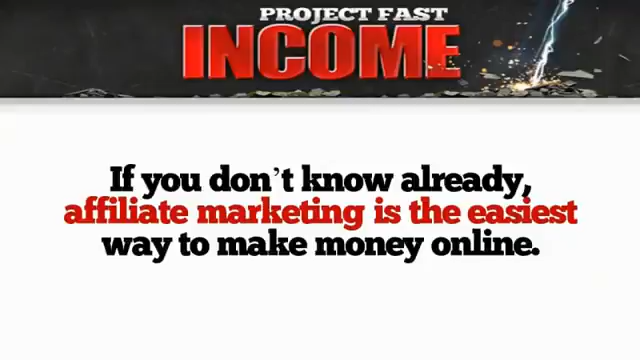 PROJECT FAST
INCOME
If you don't know already,
affiliate marketing is the easiest
way to make money online.